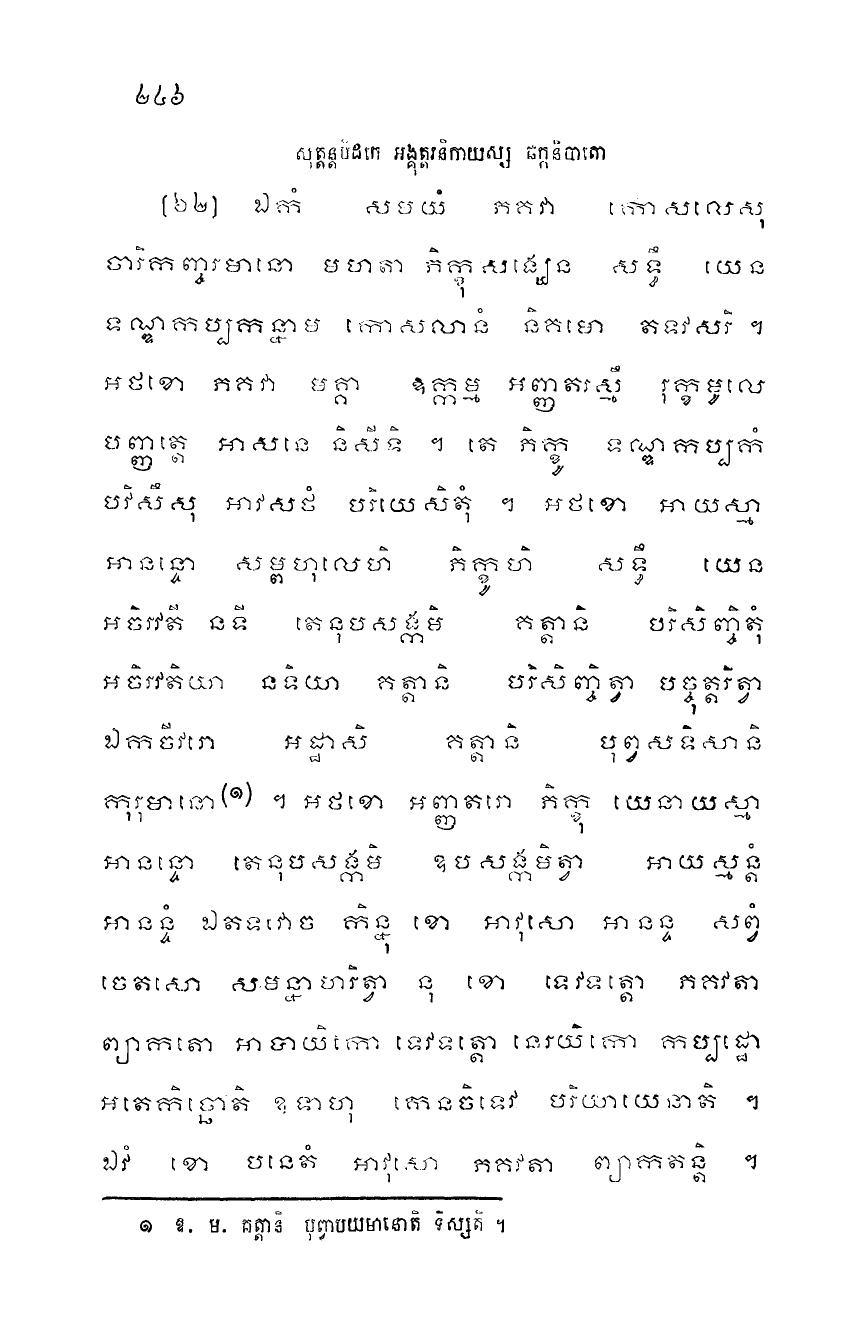 ២៤៦
សុត្តន្តបិដកេ អង្គុត្តរនិកាយស្ស ឆក្កនិបាតោ
[៦២] ឯកំ សមយំ ភគវា កោសលេសុ
ចារិកញ្ចរមានោ មហតា ភិក្ខុសង្ឃេន សទ្ធឹ យេន
ទណ្ឌកប្បកន្នាម កោសលានំ និគមោ តទវសរិ ។
អថខោ ភគវា មគ្គា ឧក្កម្ម អញ្ញតរស្មឹ រុក្ខមូលេ
បញ្ញត្តេ អាសនេ និសីទិ ។ តេ ភិក្ខូ ទណ្ឌកប្បកំ
បវិសឹសុ អាវសថំ បរិយេសិតុំ ។ អថខោ អាយស្មា
អានន្ទោ សម្ពហុលេហិ ភិក្ខូហិ សទ្ធឹ យេន
អចិរវតី នទី តេនុបសង្កមិ គត្តានិ បរិសិញ្ចិតុំ
អចិរវតិយា នទិយា គត្តានិ បរិសិញ្ចិត្វា បច្ចុត្តរិត្វា
ឯកចីវរោ អដ្ឋាសិ គត្តានិ បុព្វសទិសានិ
កុរុមានោ(១) ។ អថខោ អញ្ញតរោ ភិក្ខុ យេនាយស្មា
អានន្ទោ តេនុបសង្កមិ ឧបសង្កមិត្វា អាយស្មន្តំ
អានន្ទំ ឯតទវោច កិន្នុ ខោ អាវុសោ អានន្ទ សព្វំ
ចេតសោ សមន្នាហរិត្វា នុ ខោ ទេវទត្តោ ភគវតា
ព្យាកតោ អាបាយិកោ ទេវទត្តោ នេរយិកោ កប្បដ្ឋោ
អតេកិច្ឆោតិ ឧទាហុ កេនចិទេវ បរិយាយេនាតិ ។
ឯវំ ខោ បនេតំ អាវុសោ ភគវតា ព្យាកតន្តិ ។
១ ឱ. ម. គត្តានិ បុព្វាបយមានោតិ ទិស្សតិ ។